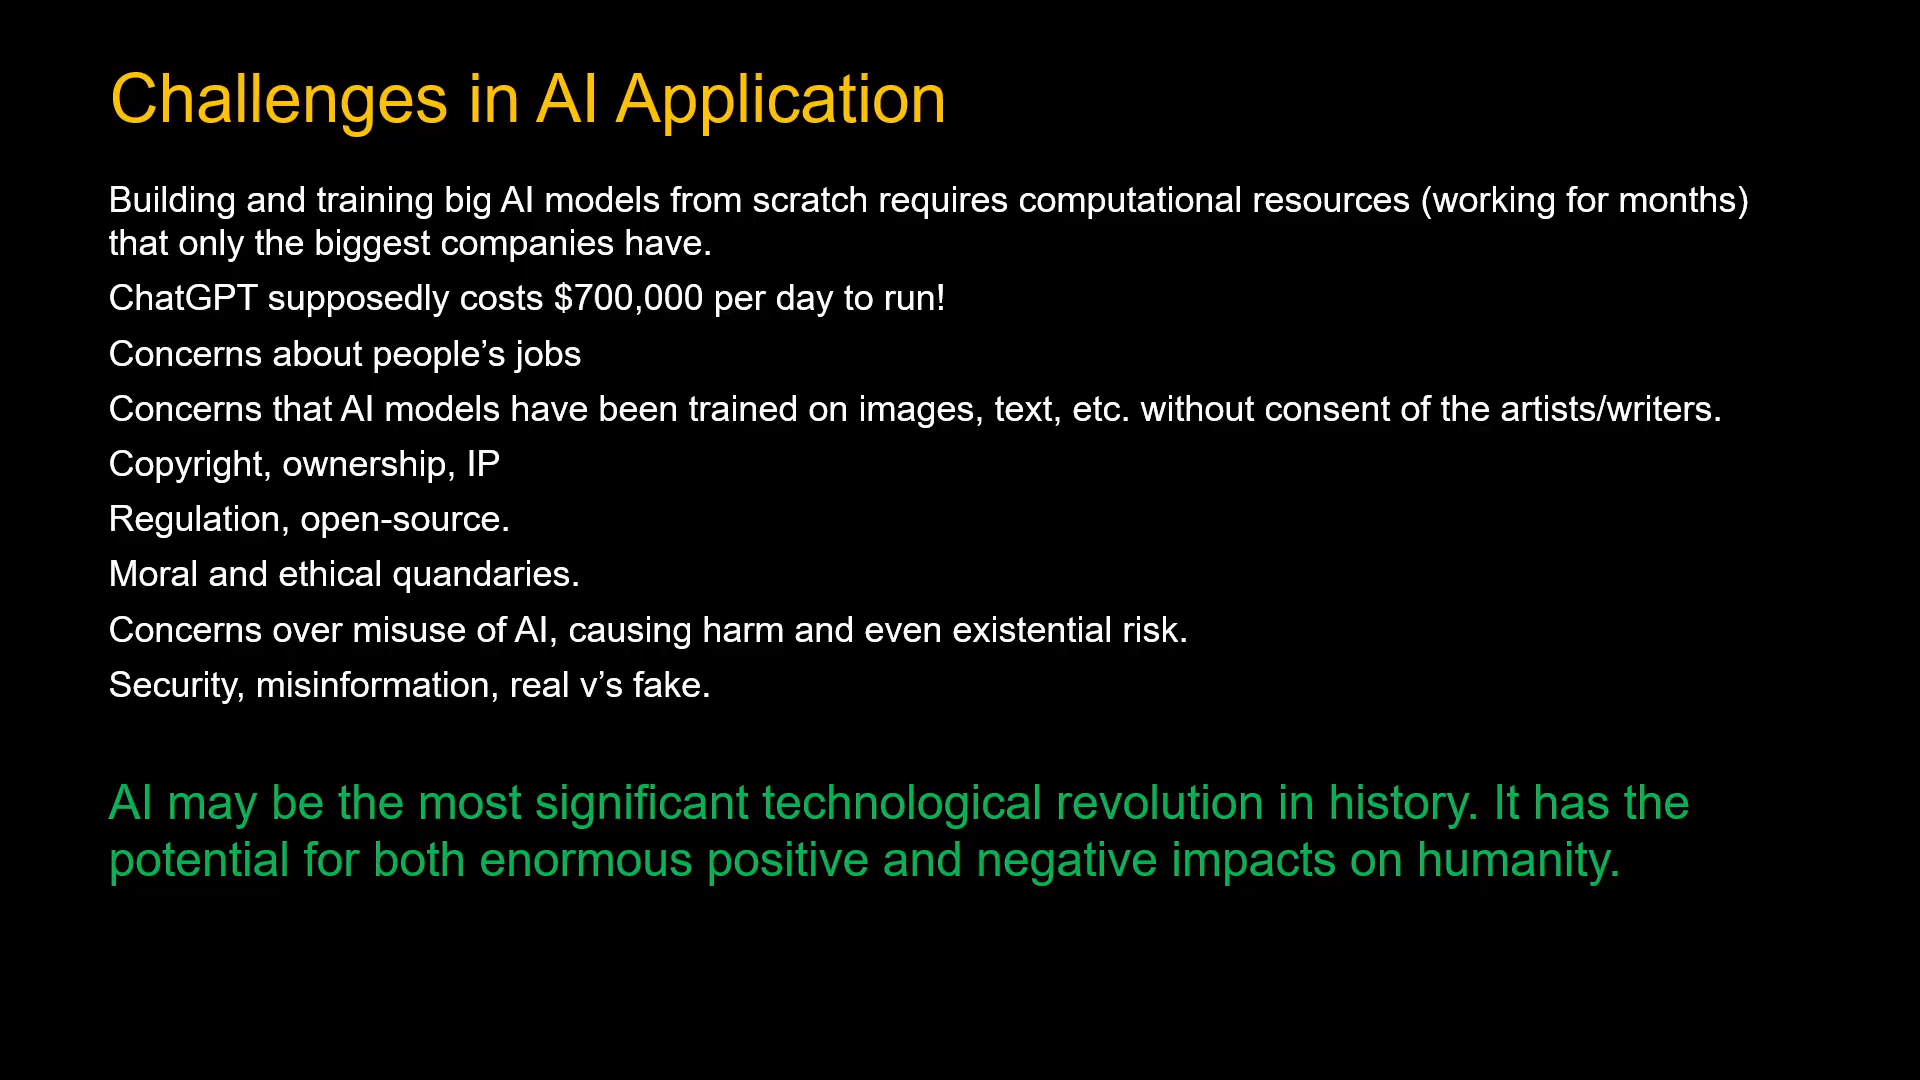 Challenges in AI Application
Building and training big AI models from scratch requires computational resources (working for months)
that only the biggest companies have.
ChatGPT supposedly costs $700,000 per day to run!
Concerns about people’s jobs
Concerns that AI models have been trained on images, text, etc. without consent of the artists/writers.
Copyright, ownership, IP
Regulation, open-source.
Moral and ethical quandaries.
Concerns over misuse of AI, causing harm and even existential risk.
Security, misinformation, real v’s fake.
AI may be the most significant technological revolution in history. It has the
potential for both enormous positive and negative impacts on humanity.